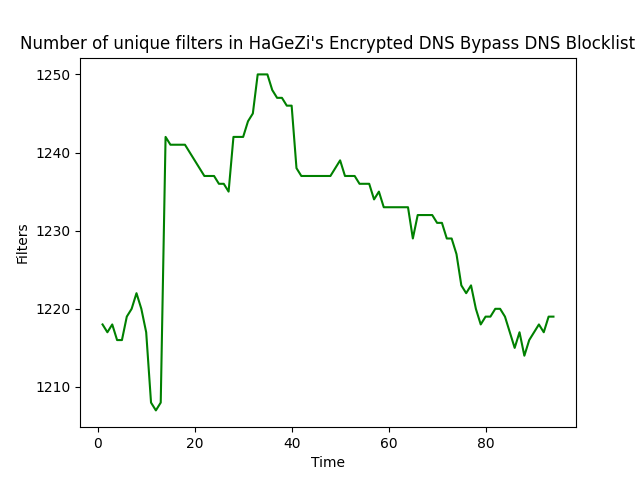 Number of unique filters in HaGeZi's Encrypted DNS Bypass DNS Blocklist
1250
1240
1230
1220
1210
Filters
0 20 40 60 80
Time